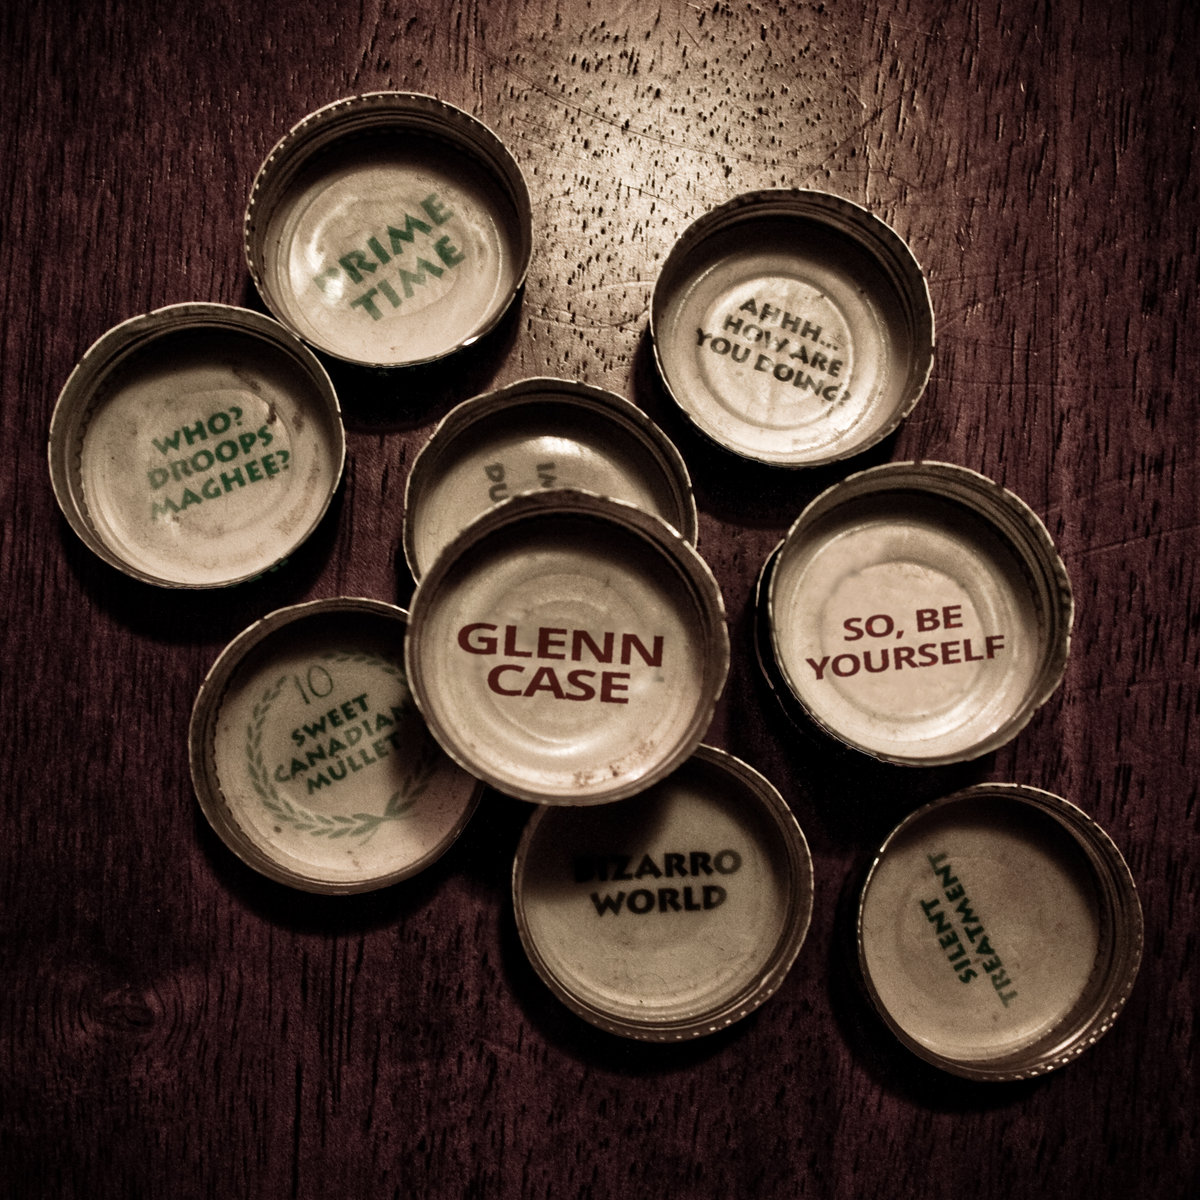 PRIME
TIME
AHHH...
HOW ARE
YOU DOING?
WHO?
DROOPS
MAGHEE?
GLENN
CASE
SO, BE
YOURSELF
10
SWEET
CANADIAN
MULLET
BIZARRO
WORLD
SILENT
TREATMENT